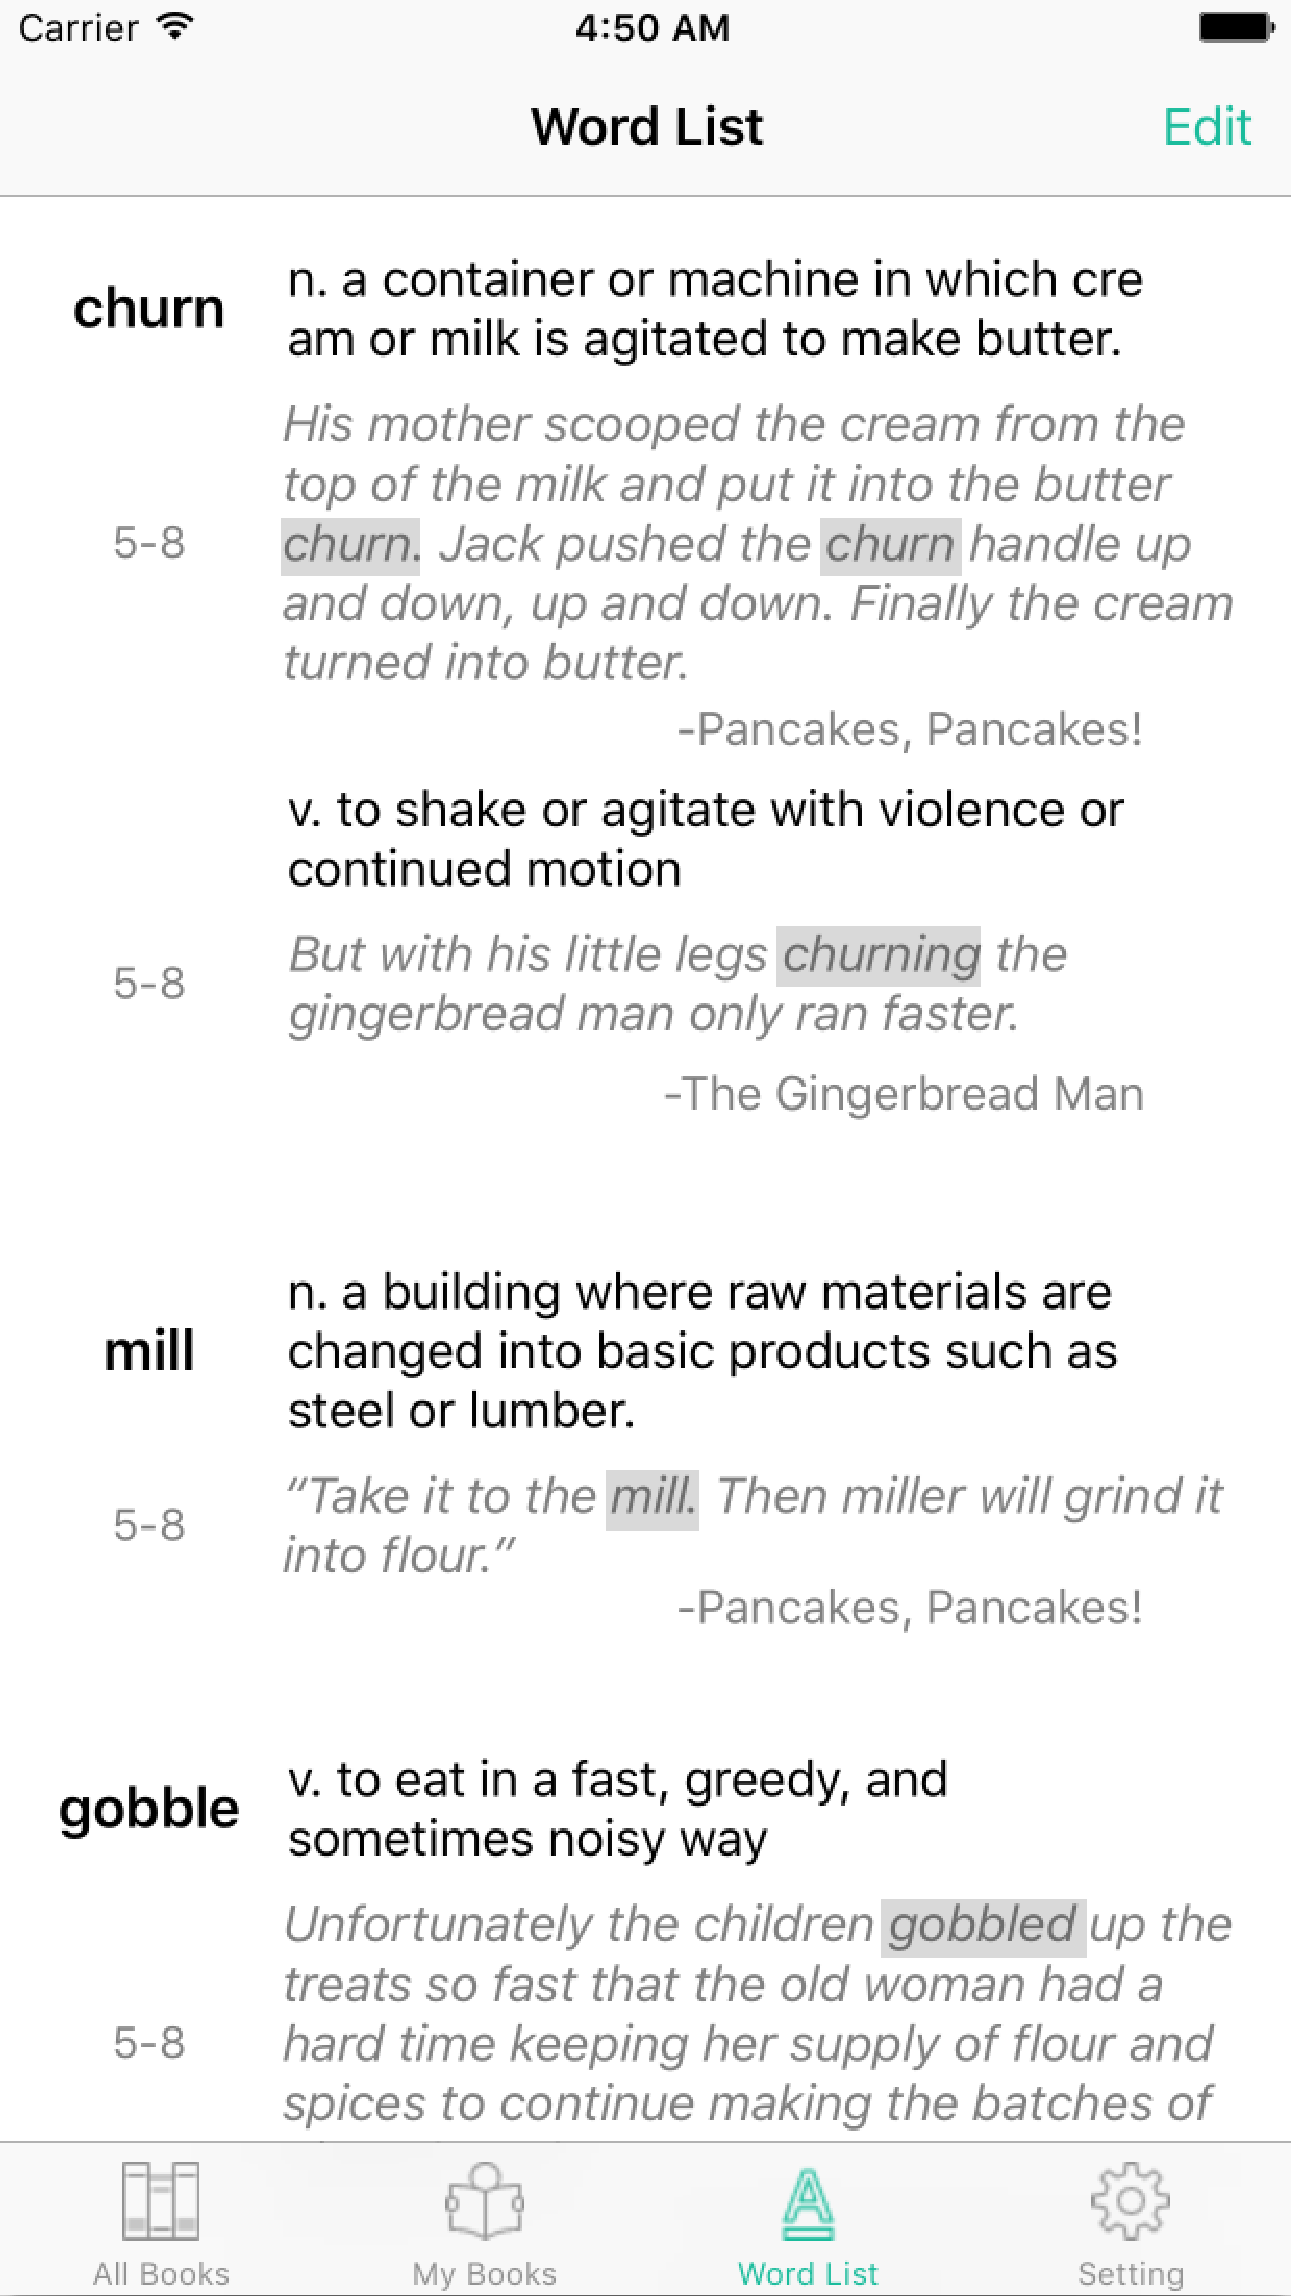 Carrier 4:50 AM
Word List Edit
churn
n. a container or machine in which cre
am or milk is agitated to make butter.
His mother scooped the cream from the
top of the milk and put it into the butter
5-8
churn. Jack pushed the churn handle up
and down, up and down. Finally the cream
turned into butter.
-Pancakes, Pancakes!
v. to shake or agitate with violence or
continued motion
5-8
But with his little legs churning the
gingerbread man only ran faster.
-The Gingerbread Man
mill
n. a building where raw materials are
changed into basic products such as
steel or lumber.
5-8
"Take it to the mill. Then miller will grind it
into flour."
-Pancakes, Pancakes!
gobble
v. to eat in a fast, greedy, and
sometimes noisy way
Unfortunately the children gobbled up the
treats so fast that the old woman had a
5-8
hard time keeping her supply of flour and
spices to continue making the batches of
All Books My Books Word List Setting